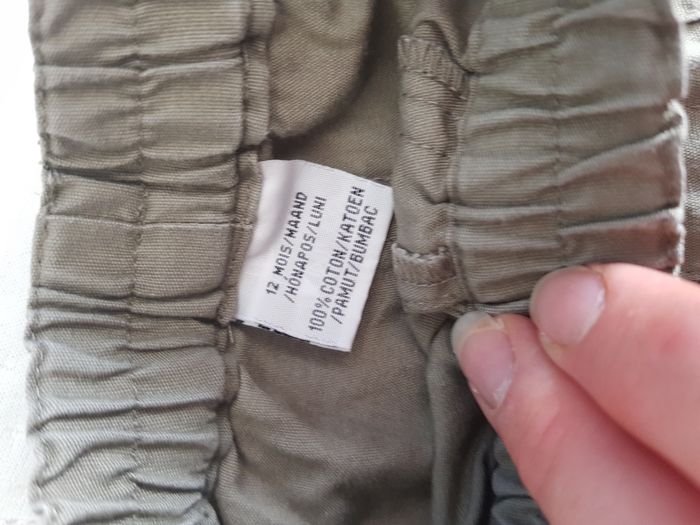 12 MOIS/MAAND
/HÓNAPOS/LUNI
100% COTON/KATOEN
/PAMUT/BUMBAC